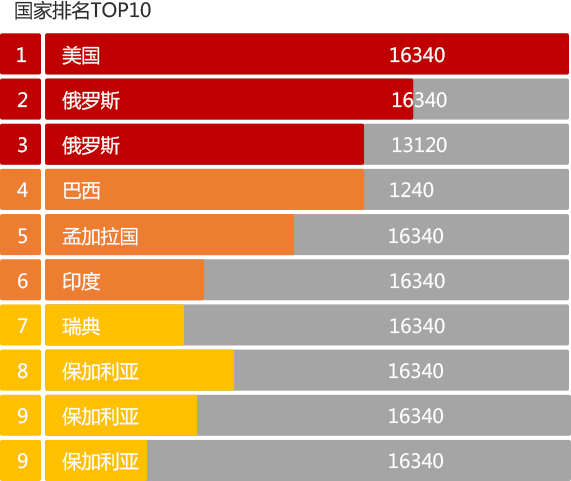 国家排名TOP10
1 美国 16340
2 俄罗斯 16340
3 俄罗斯 13120
4 巴西 1240
5 孟加拉国 16340
6 印度 16340
7 瑞典 16340
8 保加利亚 16340
9 保加利亚 16340
9 保加利亚 16340